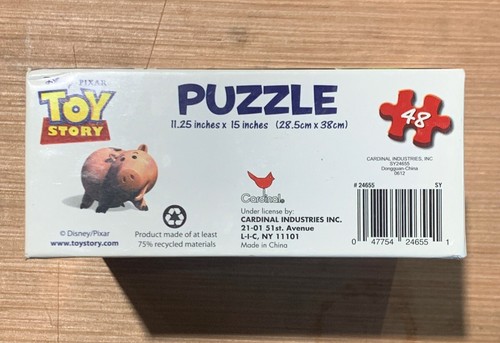 PIXAR
TOY
STORY
PUZZLE
11.25 inches x 15 inches (28.5cm x 38cm)
48
CARDINAL INDUSTRIES, INC
SY24655
Dongguan-China
0612
# 24655 SY
0 47754 24655 1
Cardinal®
Under license by:
CARDINAL INDUSTRIES INC.
21-01 51st. Avenue
L-I-C, NY 11101
Made in China
Product made of at least
75% recycled materials
© Disney/Pixar
www.toystory.com